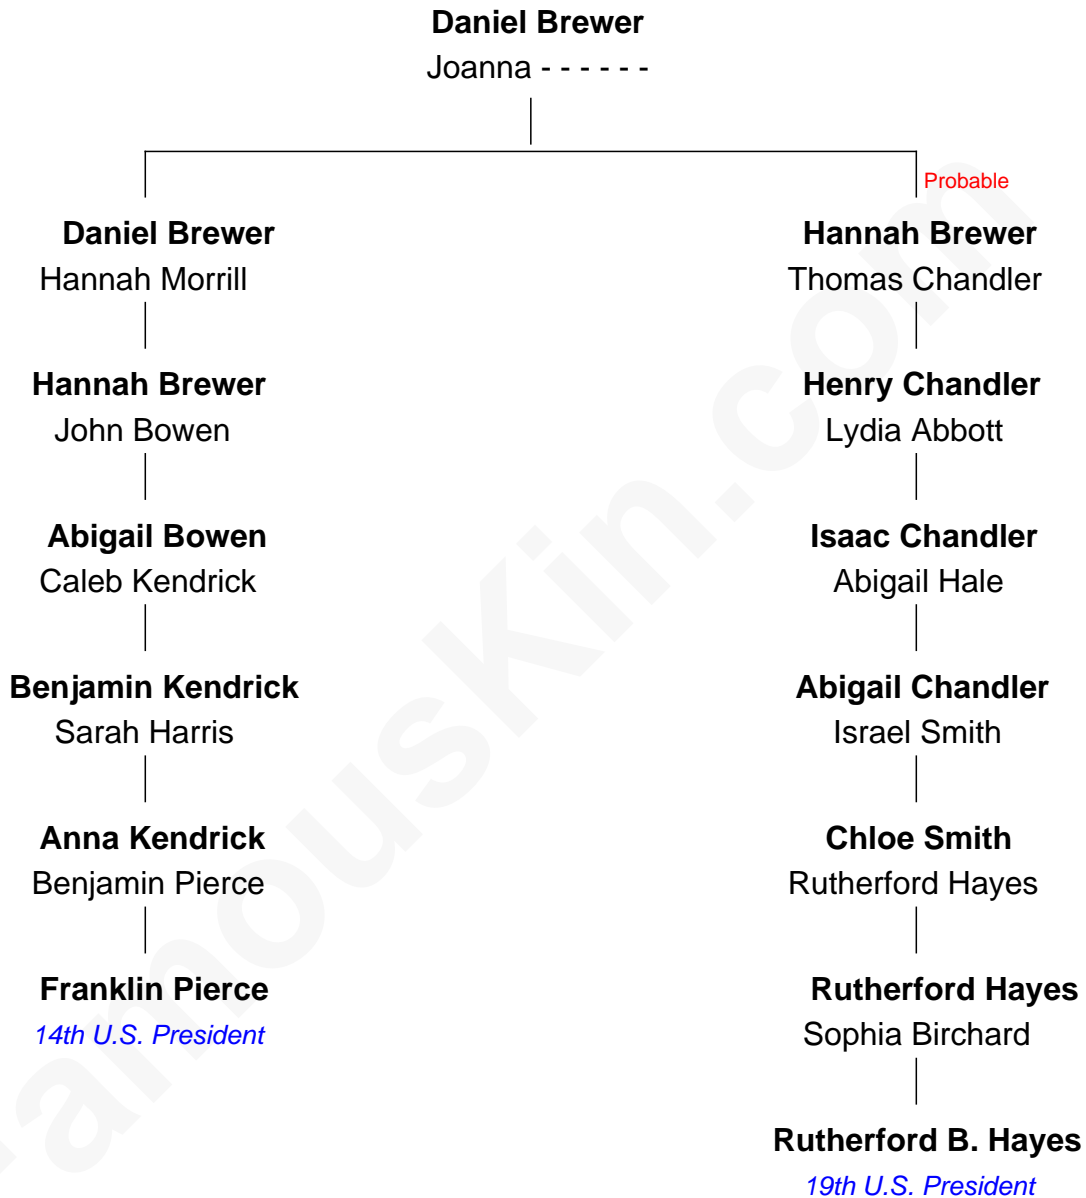 Daniel Brewer
Joanna - - - - - -
Probable
Daniel Brewer
Hannah Morrill
Hannah Brewer
John Bowen
Abigail Bowen
Caleb Kendrick
Benjamin Kendrick
Sarah Harris
Anna Kendrick
Benjamin Pierce
Franklin Pierce
14th U.S. President
Hannah Brewer
Thomas Chandler
Henry Chandler
Lydia Abbott
Isaac Chandler
Abigail Hale
Abigail Chandler
Israel Smith
Chloe Smith
Rutherford Hayes
Rutherford Hayes
Sophia Birchard
Rutherford B. Hayes
19th U.S. President
FamousKin.com